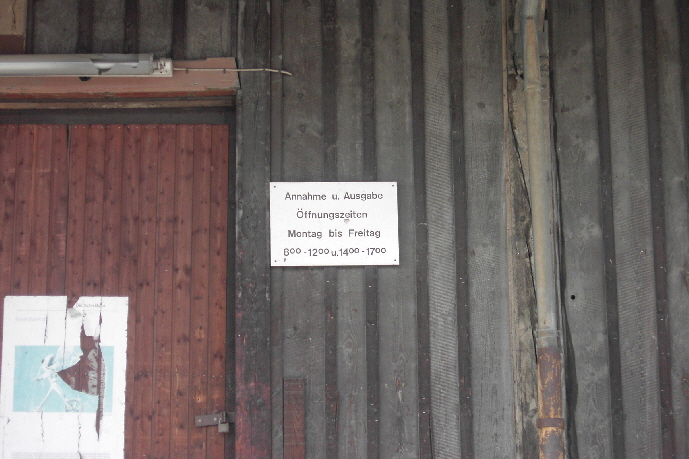 Annahme u. Ausgabe
Öffnungszeiten
Montag bis Freitag
8⁰⁰ - 12⁰⁰ u. 14⁰⁰ - 17⁰⁰